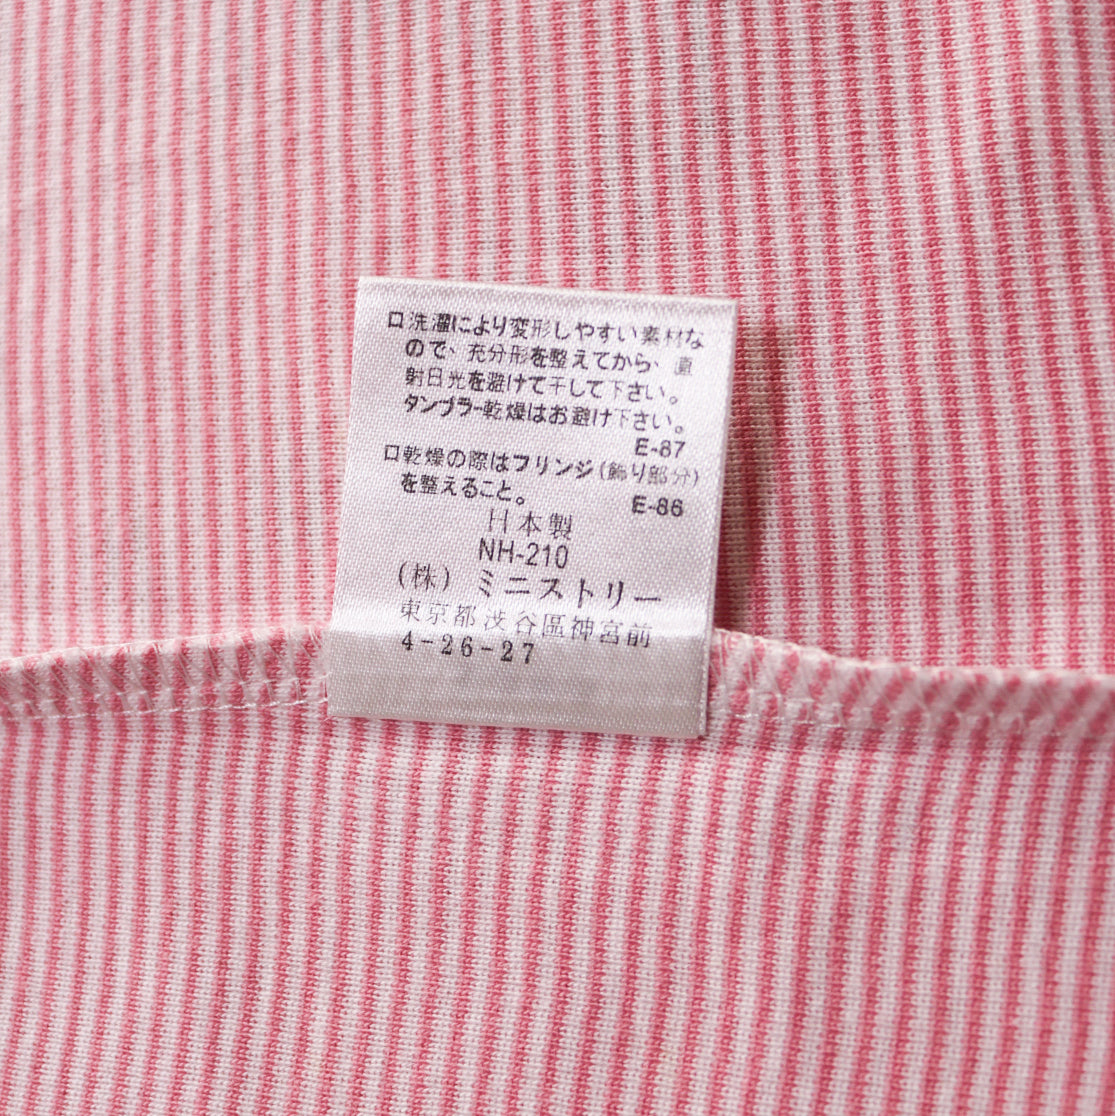 □洗濯により変形しやすい素材な
ので、充分形を整えてから、直
射日光を避けて干して下さい。
タンブラー乾燥はお避け下さい。
E-87
□乾燥の際はフリンジ(飾り部分)
を整えること。
E-86
日本製
NH-210
(株) ミニストリー
東京都渋谷區神宮前
4-26-27